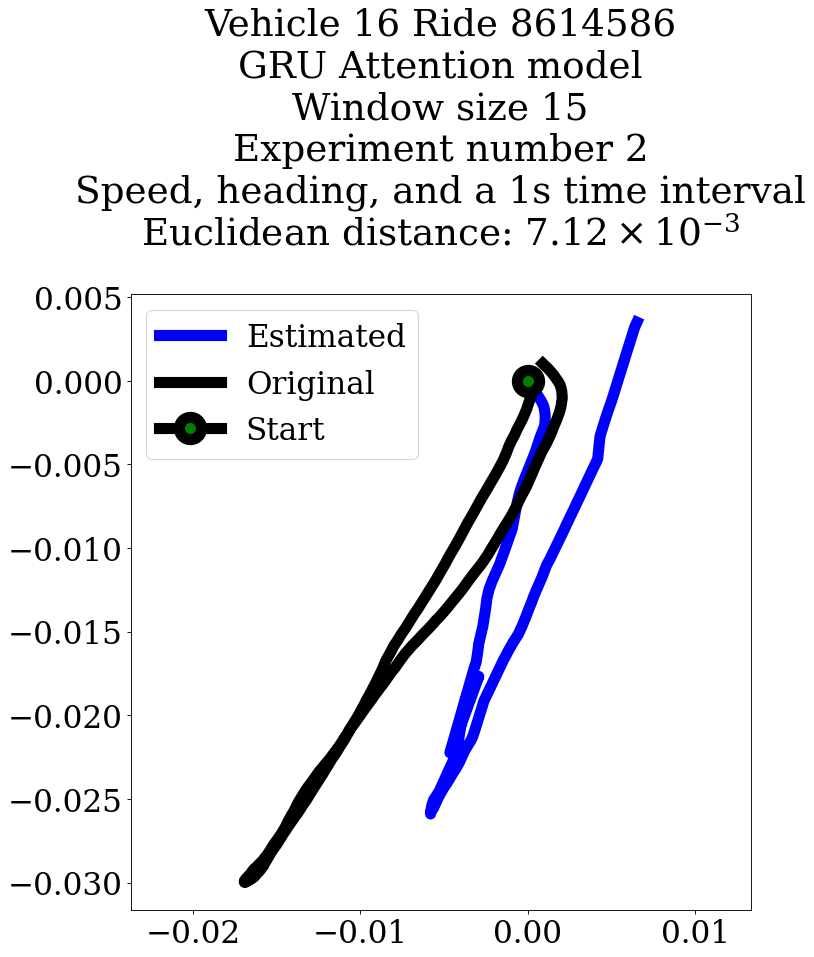 Vehicle 16 Ride 8614586
GRU Attention model
Window size 15
Experiment number 2
Speed, heading, and a 1s time interval
Euclidean distance: 7.12 × 10⁻³
0.005
Estimated
0.000
Original
Start
−0.005
−0.010
−0.015
−0.020
−0.025
−0.030
−0.02 −0.01 0.00 0.01